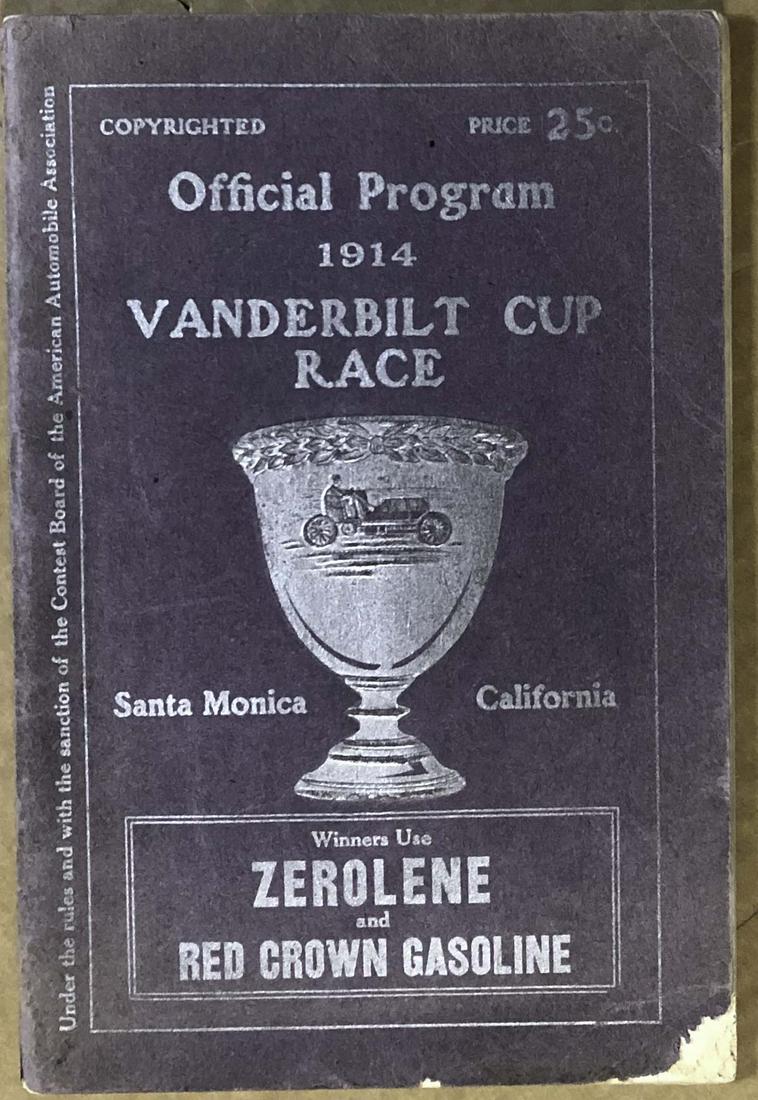 COPYRIGHTED
PRICE 25c.
Official Program
1914
VANDERBILT CUP
RACE
Santa Monica
California
Winners Use
ZEROLENE
and
RED CROWN GASOLINE
Under the rules and with the sanction of the Contest Board of the American Automobile Association